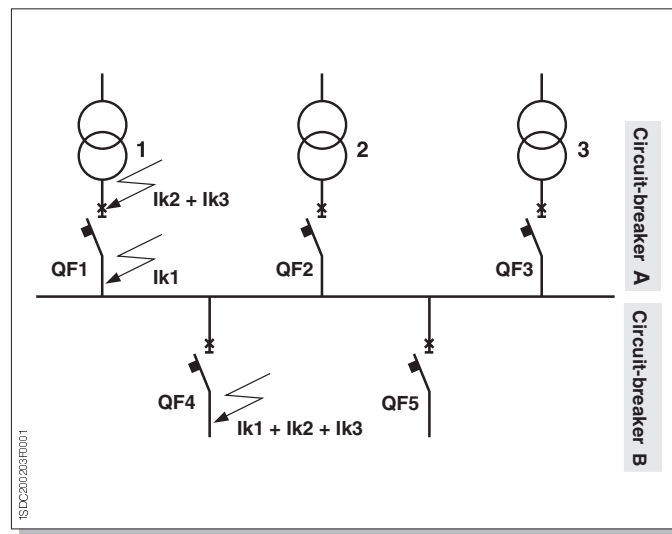 1
2
3
Ik2 + Ik3
QF1
Ik1
QF2
QF3
Circuit-breaker A
QF4
Ik1 + Ik2 + Ik3
QF5
Circuit-breaker B
1SDC200203F0001